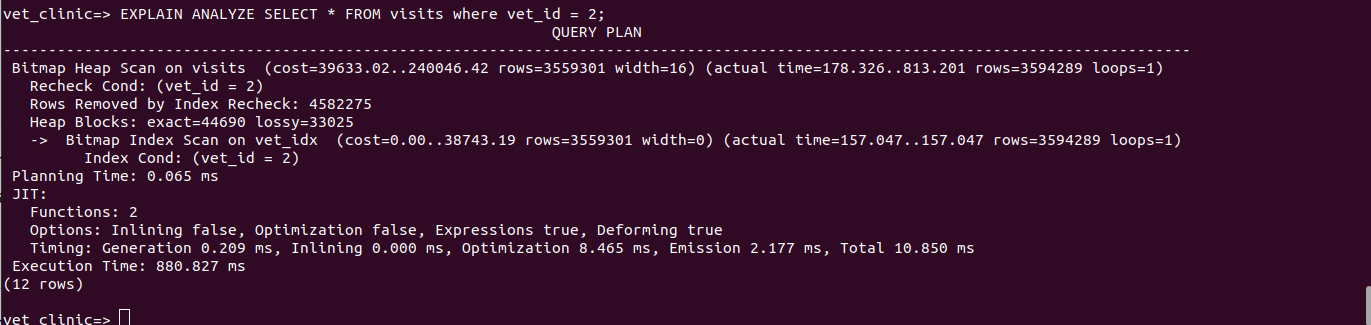 vet_clinic=> EXPLAIN ANALYZE SELECT * FROM visits where vet_id = 2;
QUERY PLAN
------------------------------------------------------------------------------------------------------------------------------------
Bitmap Heap Scan on visits  (cost=39633.02..240046.42 rows=3559301 width=16) (actual time=178.326..813.201 rows=3594289 loops=1)
Recheck Cond: (vet_id = 2)
Rows Removed by Index Recheck: 4582275
Heap Blocks: exact=44690 lossy=33025
->  Bitmap Index Scan on vet_idx  (cost=0.00..38743.19 rows=3559301 width=0) (actual time=157.047..157.047 rows=3594289 loops=1)
Index Cond: (vet_id = 2)
Planning Time: 0.065 ms
JIT:
Functions: 2
Options: Inlining false, Optimization false, Expressions true, Deforming true
Timing: Generation 0.209 ms, Inlining 0.000 ms, Optimization 8.465 ms, Emission 2.177 ms, Total 10.850 ms
Execution Time: 880.827 ms
(12 rows)
vet_clinic=>